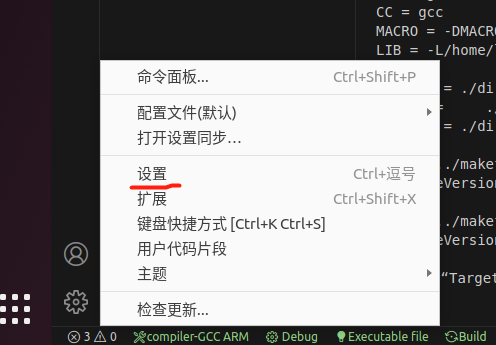 CC = gcc
MACRO = -DMACRO
LIB = -L/home/
命令面板... Ctrl+Shift+P
= ./di
配置文件(默认)
= ./
打开设置同步...
= ./di
设置 Ctrl+逗号
./make
扩展 Ctrl+Shift+X
eVersion
键盘快捷方式 [Ctrl+K Ctrl+S]
./make
用户代码片段
eVersion
主题
“Target
检查更新...
3 0 compiler-GCC ARM Debug Executable file Build